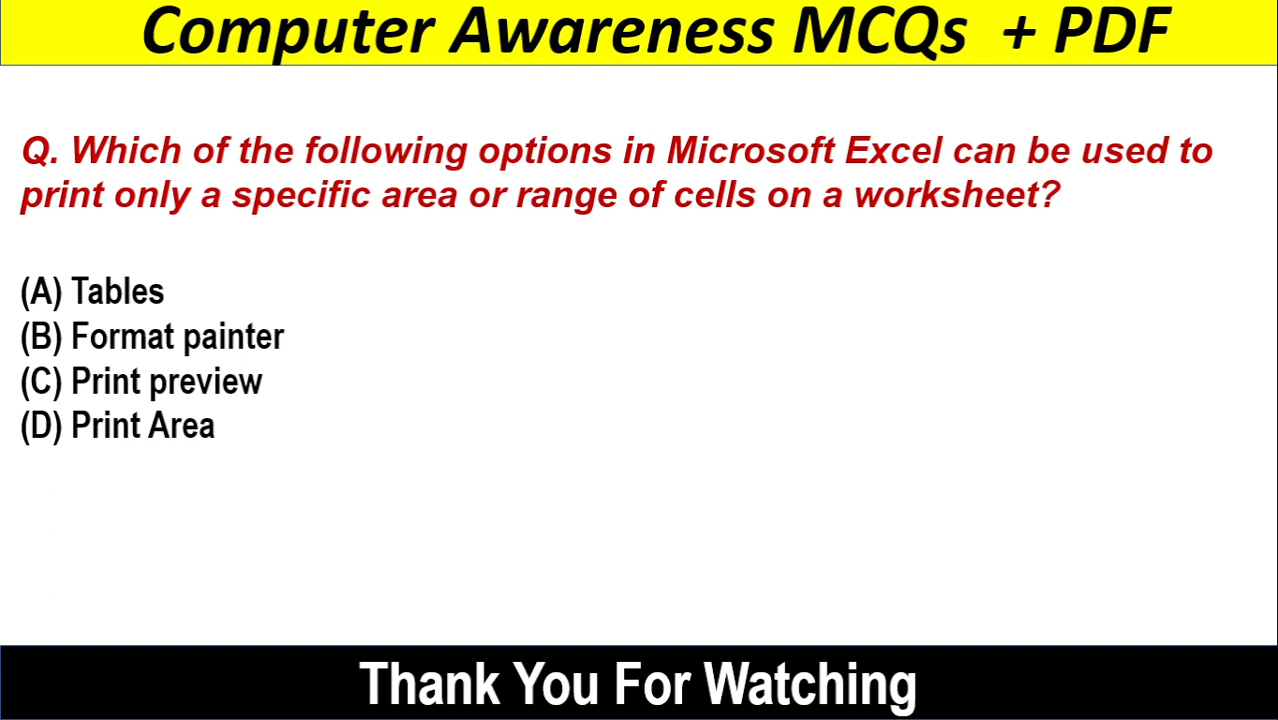 Computer Awareness MCQs + PDF
Q. Which of the following options in Microsoft Excel can be used to
print only a specific area or range of cells on a worksheet?
(A) Tables
(B) Format painter
(C) Print preview
(D) Print Area
Thank You For Watching